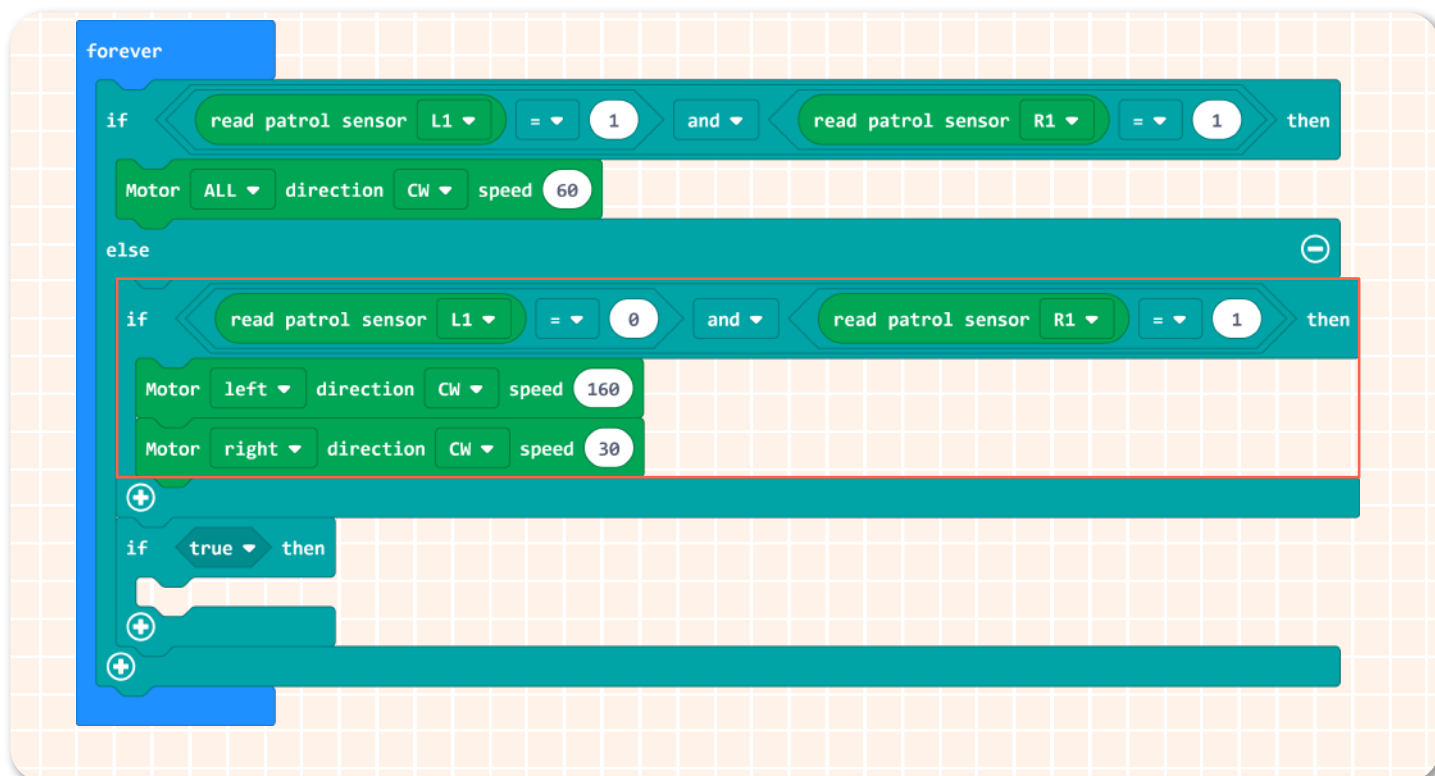 forever
if read patrol sensor L1 = 1 and read patrol sensor R1 = 1 then
Motor ALL direction CW speed 60
else
if read patrol sensor L1 = 0 and read patrol sensor R1 = 1 then
Motor left direction CW speed 160
Motor right direction CW speed 30
if true then